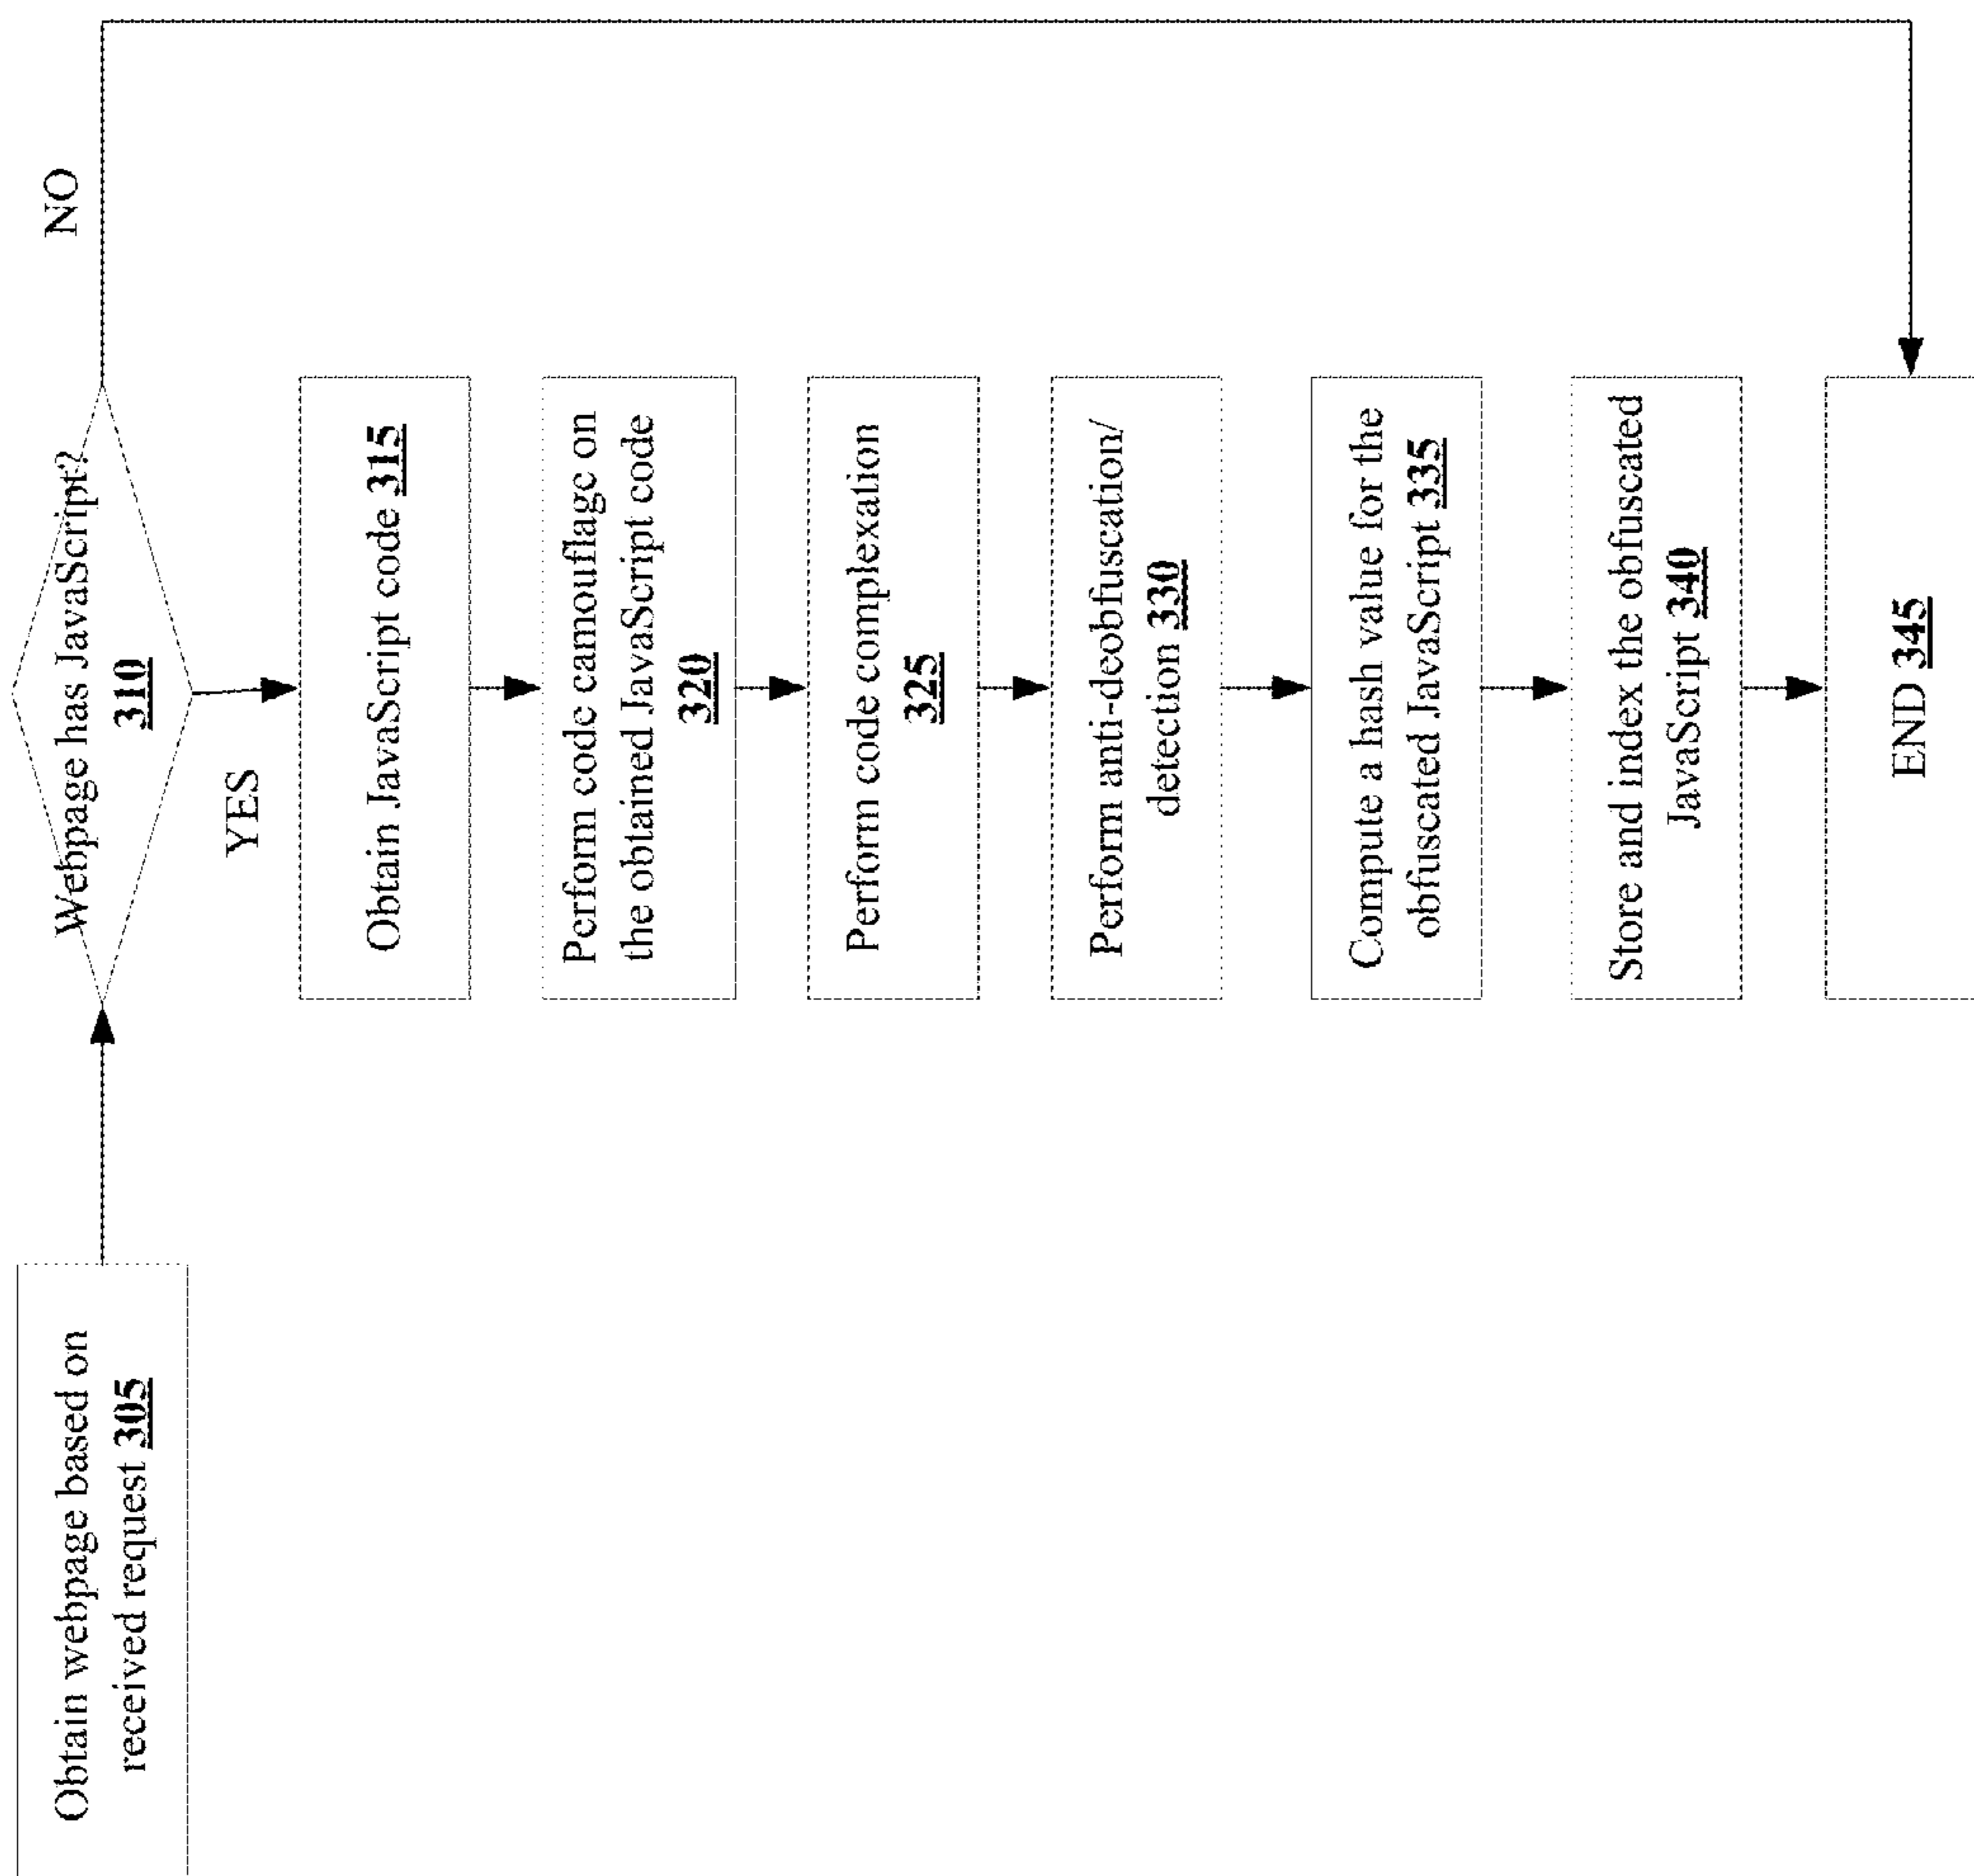 Obtain webpage based on
received request 305
Webpage has JavaScript?
310
NO
YES
Obtain JavaScript code 315
Perform code camouflage on
the obtained JavaScript code
320
Perform code complexation
325
Perform anti-deobfuscation/
detection 330
Compute a hash value for the
obfuscated JavaScript 335
Store and index the obfuscated
JavaScript 340
END 345